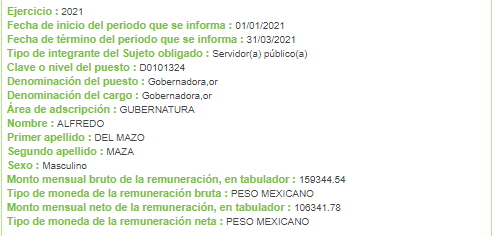 Ejercicio : 2021
Fecha de inicio del periodo que se informa : 01/01/2021
Fecha de término del periodo que se informa : 31/03/2021
Tipo de integrante del Sujeto obligado : Servidor(a) público(a)
Clave o nivel del puesto : D0101324
Denominación del puesto : Gobernadora,or
Denominación del cargo : Gobernadora,or
Área de adscripción : GUBERNATURA
Nombre : ALFREDO
Primer apellido : DEL MAZO
Segundo apellido : MAZA
Sexo : Masculino
Monto mensual bruto de la remuneración, en tabulador : 159344.54
Tipo de moneda de la remuneración bruta : PESO MEXICANO
Monto mensual neto de la remuneración, en tabulador : 106341.78
Tipo de moneda de la remuneración neta : PESO MEXICANO